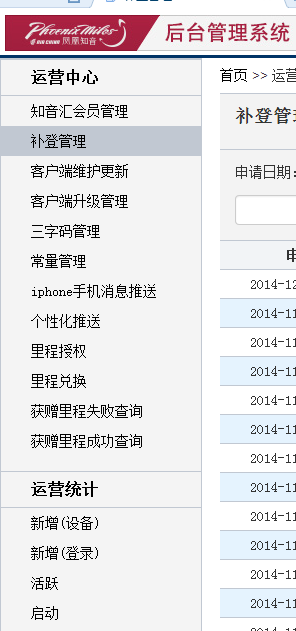 PhoenixMiles
AIR CHINA 凤凰知音
后台管理系统
运营中心
知音汇会员管理
补登管理
客户端维护更新
客户端升级管理
三字码管理
常量管理
iphone手机消息推送
个性化推送
里程授权
里程兑换
获赠里程失败查询
获赠里程成功查询
运营统计
新增(设备)
新增(登录)
活跃
启动
首页 >> 运营
补登管
申请日期:
申
2014-12
2014-11
2014-11
2014-11
2014-11
2014-11
2014-11
2014-11
2014-11
2014-11
2014-11
2014-11